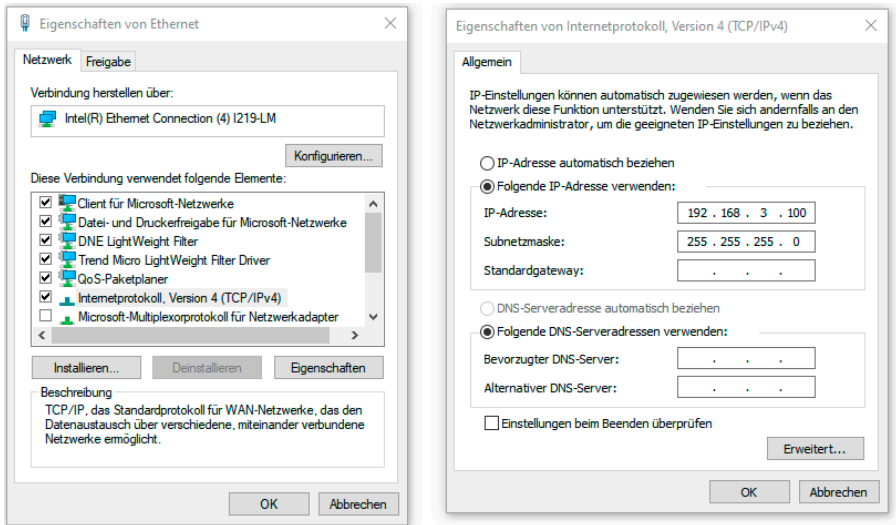 Eigenschaften von Ethernet
Netzwerk Freigabe
Verbindung herstellen über:
Intel(R) Ethernet Connection (4) I219-LM
Konfigurieren...
Diese Verbindung verwendet folgende Elemente:
Client für Microsoft-Netzwerke
Datei- und Druckerfreigabe für Microsoft-Netzwerke
DNE LightWeight Filter
Trend Micro LightWeight Filter Driver
QoS-Paketplaner
Internetprotokoll, Version 4 (TCP/IPv4)
Microsoft-Multiplexorprotokoll für Netzwerkadapter
Installieren... Deinstallieren Eigenschaften
Beschreibung
TCP/IP, das Standardprotokoll für WAN-Netzwerke, das den
Datenaustausch über verschiedene, miteinander verbundene
Netzwerke ermöglicht.
OK Abbrechen
Eigenschaften von Internetprotokoll, Version 4 (TCP/IPv4)
Allgemein
IP-Einstellungen können automatisch zugewiesen werden, wenn das
Netzwerk diese Funktion unterstützt. Wenden Sie sich andernfalls an den
Netzwerkadministrator, um die geeigneten IP-Einstellungen zu beziehen.
IP-Adresse automatisch beziehen
Folgende IP-Adresse verwenden:
IP-Adresse: 192 . 168 . 3 . 100
Subnetzmaske: 255 . 255 . 255 . 0
Standardgateway: . . .
DNS-Serveradresse automatisch beziehen
Folgende DNS-Serveradressen verwenden:
Bevorzugter DNS-Server: . . .
Alternativer DNS-Server: . . .
Einstellungen beim Beenden überprüfen
Erweitert...
OK Abbrechen